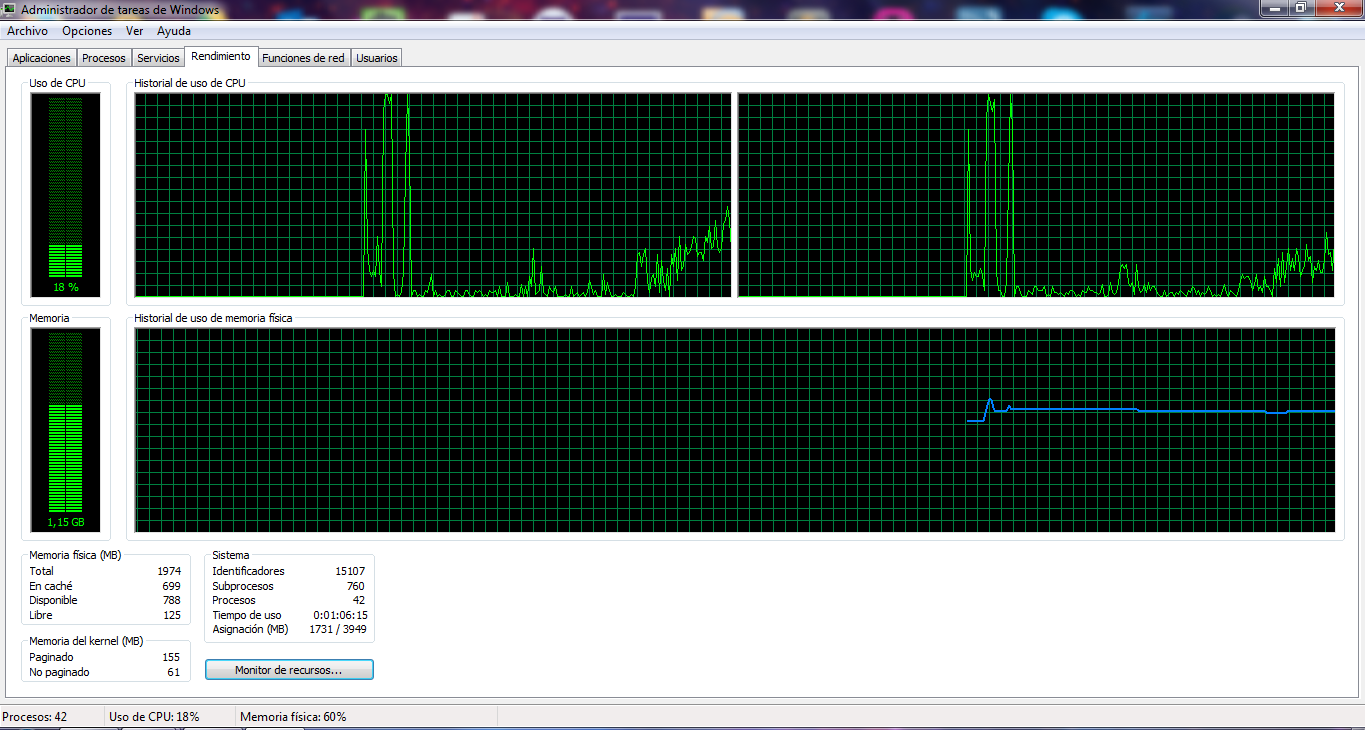 Administrador de tareas de Windows
Archivo Opciones Ver Ayuda
Aplicaciones Procesos Servicios Rendimiento Funciones de red Usuarios
Uso de CPU Historial de uso de CPU
18 %
Memoria Historial de uso de memoria física
1,15 GB
Memoria física (MB)
Total 1974
En caché 699
Disponible 788
Libre 125
Memoria del kernel (MB)
Paginado 155
No paginado 61
Sistema
Identificadores 15107
Subprocesos 760
Procesos 42
Tiempo de uso 0:01:06:15
Asignación (MB) 1731 / 3949
Monitor de recursos...
Procesos: 42 Uso de CPU: 18% Memoria física: 60%